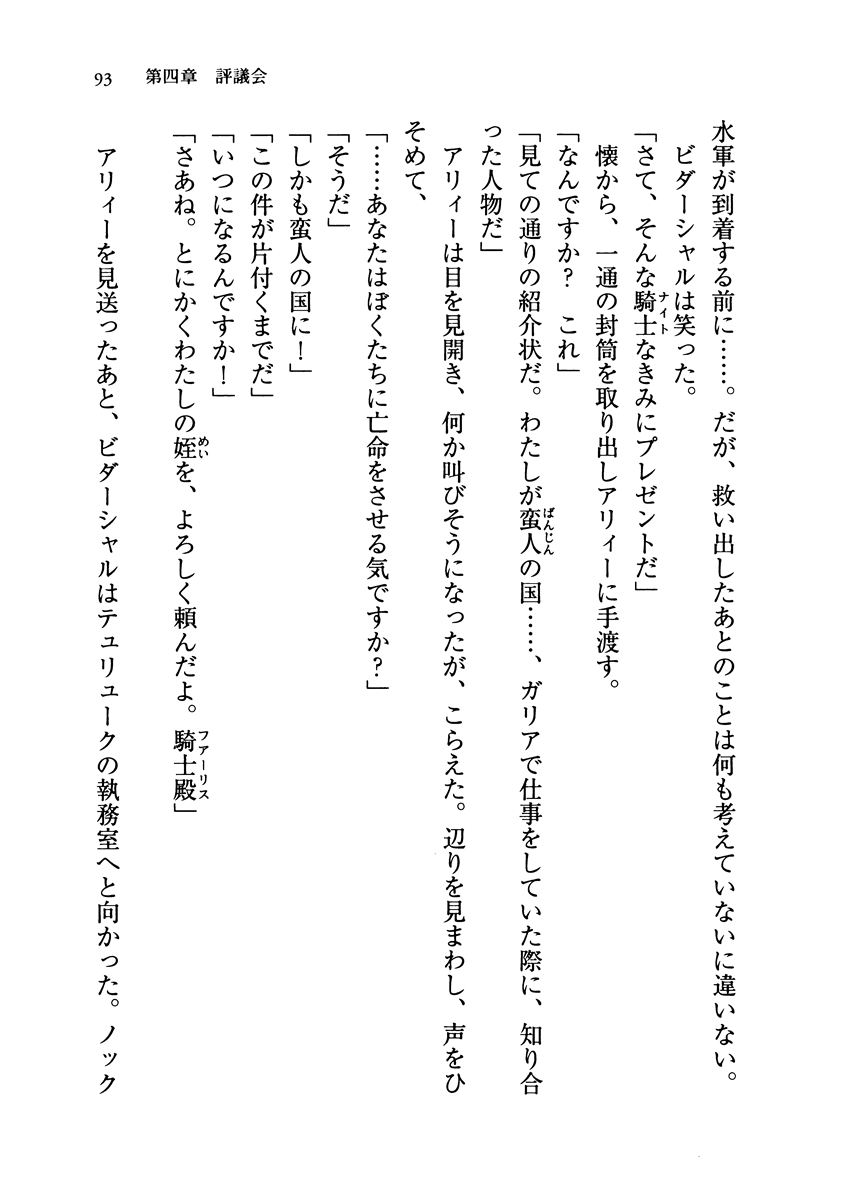 93　第四章　評議会
水軍が到着する前に……。だが、救い出したあとのことは何も考えていないに違いない。
　ビダーシャルは笑った。
「さて、そんな騎士なきみにプレゼントだ」
ナイト
　懐から、一通の封筒を取り出しアリィーに手渡す。
「なんですか？　これ」
「見ての通りの紹介状だ。わたしが蛮人の国……、ガリアで仕事をしていた際に、知り合
ばんじん
った人物だ」
　アリィーは目を見開き、何か叫びそうになったが、こらえた。辺りを見まわし、声をひ
そめて、
「……あなたはぼくたちに亡命をさせる気ですか？」
「そうだ」
「しかも蛮人の国に！」
「この件が片付くまでだ」
「いつになるんですか！」
「さあね。とにかくわたしの姪を、よろしく頼んだよ。騎士殿」
めい
ファーリス
　アリィーを見送ったあと、ビダーシャルはテュリュークの執務室へと向かった。ノック